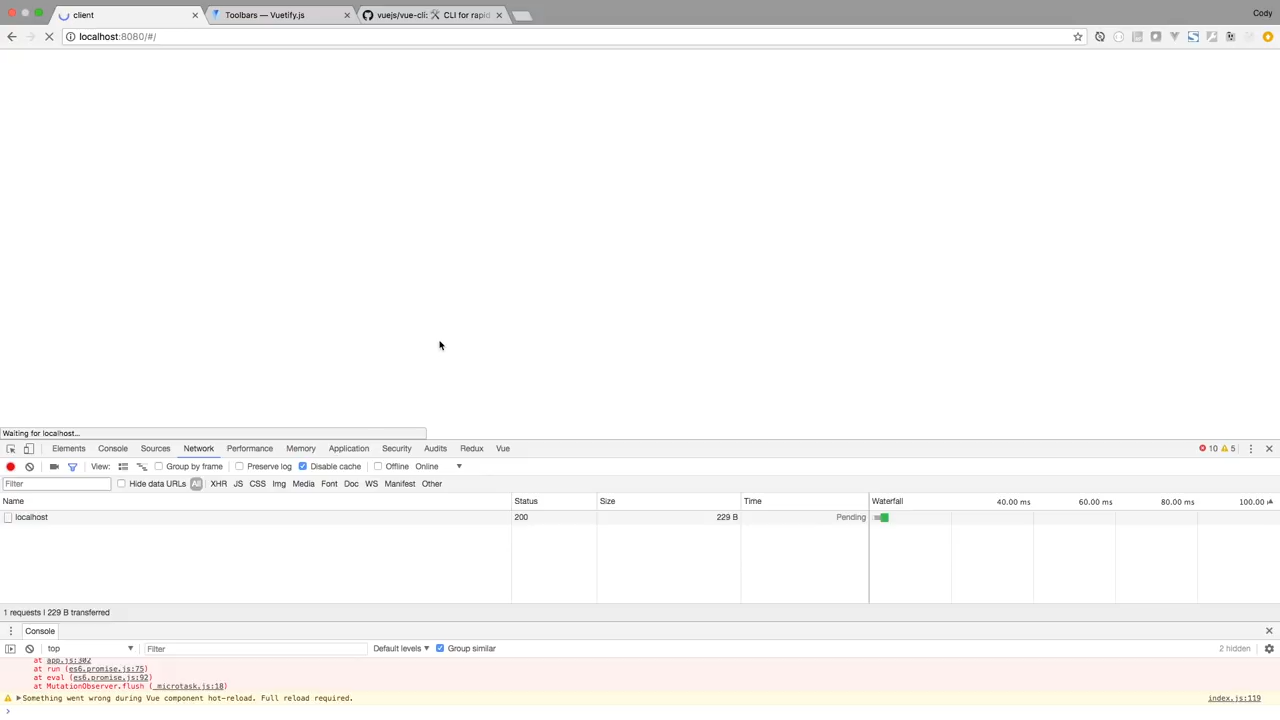 client
Toolbars — Vuetify.js
vuejs/vue-cli: 🛠 CLI for rapid
Cody
localhost:8080/#/
Waiting for localhost...
Elements Console Sources Network Performance Memory Application Security Audits Redux Vue
10 5
View: Group by frame Preserve log Disable cache Offline Online
Filter Hide data URLs All XHR JS CSS Img Media Font Doc WS Manifest Other
Name Status Size Time Waterfall 40.00 ms 60.00 ms 80.00 ms 100.00
localhost 200 229 B Pending
1 requests | 229 B transferred
Console
top Filter Default levels Group similar 2 hidden
at app.js:302
at run (es6.promise.js:75)
at eval (es6.promise.js:92)
at MutationObserver.flush (_microtask.js:18)
Something went wrong during Vue component hot-reload. Full reload required. index.js:119